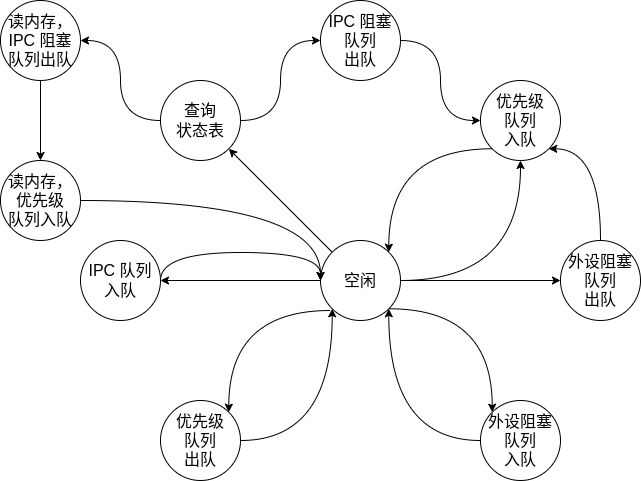 读内存，
IPC 阻塞
队列出队
IPC 阻塞
队列
出队
查询
状态表
优先级
队列
入队
读内存，
优先级
队列入队
IPC 队列
入队
空闲
外设阻塞
队列
出队
优先级
队列
出队
外设阻塞
队列
入队